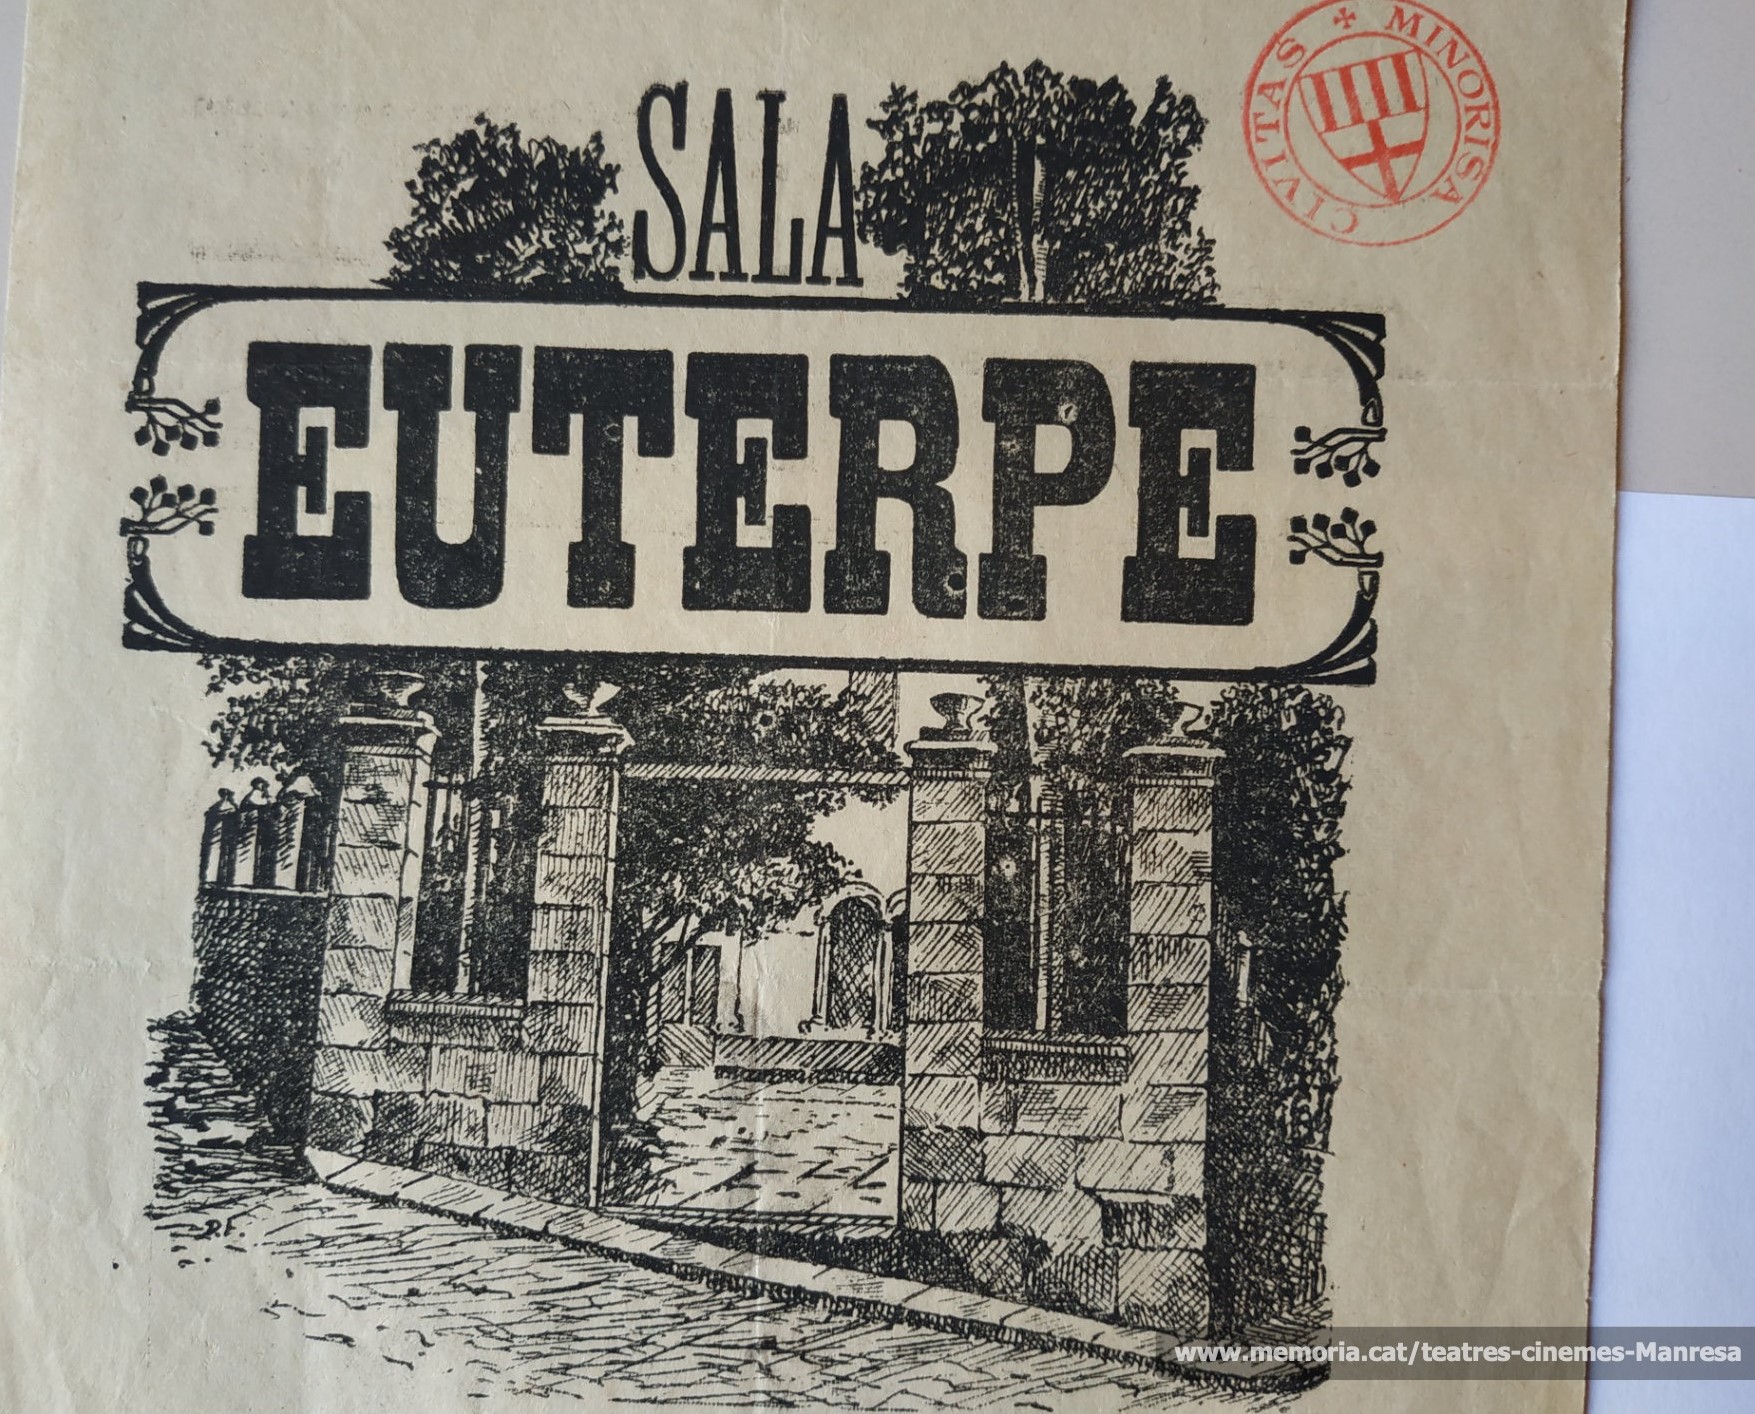 SALA
CIVITAS ✠ MINORISA
EUTERPE
www.memoria.cat/teatres-cinemes-Manresa